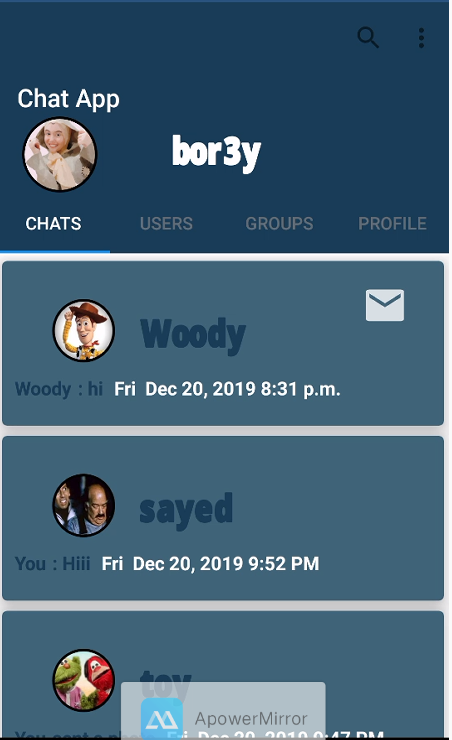 Chat App
bor3y
CHATS USERS GROUPS PROFILE
Woody
Woody : hi Fri Dec 20, 2019 8:31 p.m.
sayed
You : Hiii Fri Dec 20, 2019 9:52 PM
toy
ApowerMirror
You sent a Fri Dec 20, 2019 9:47 PM